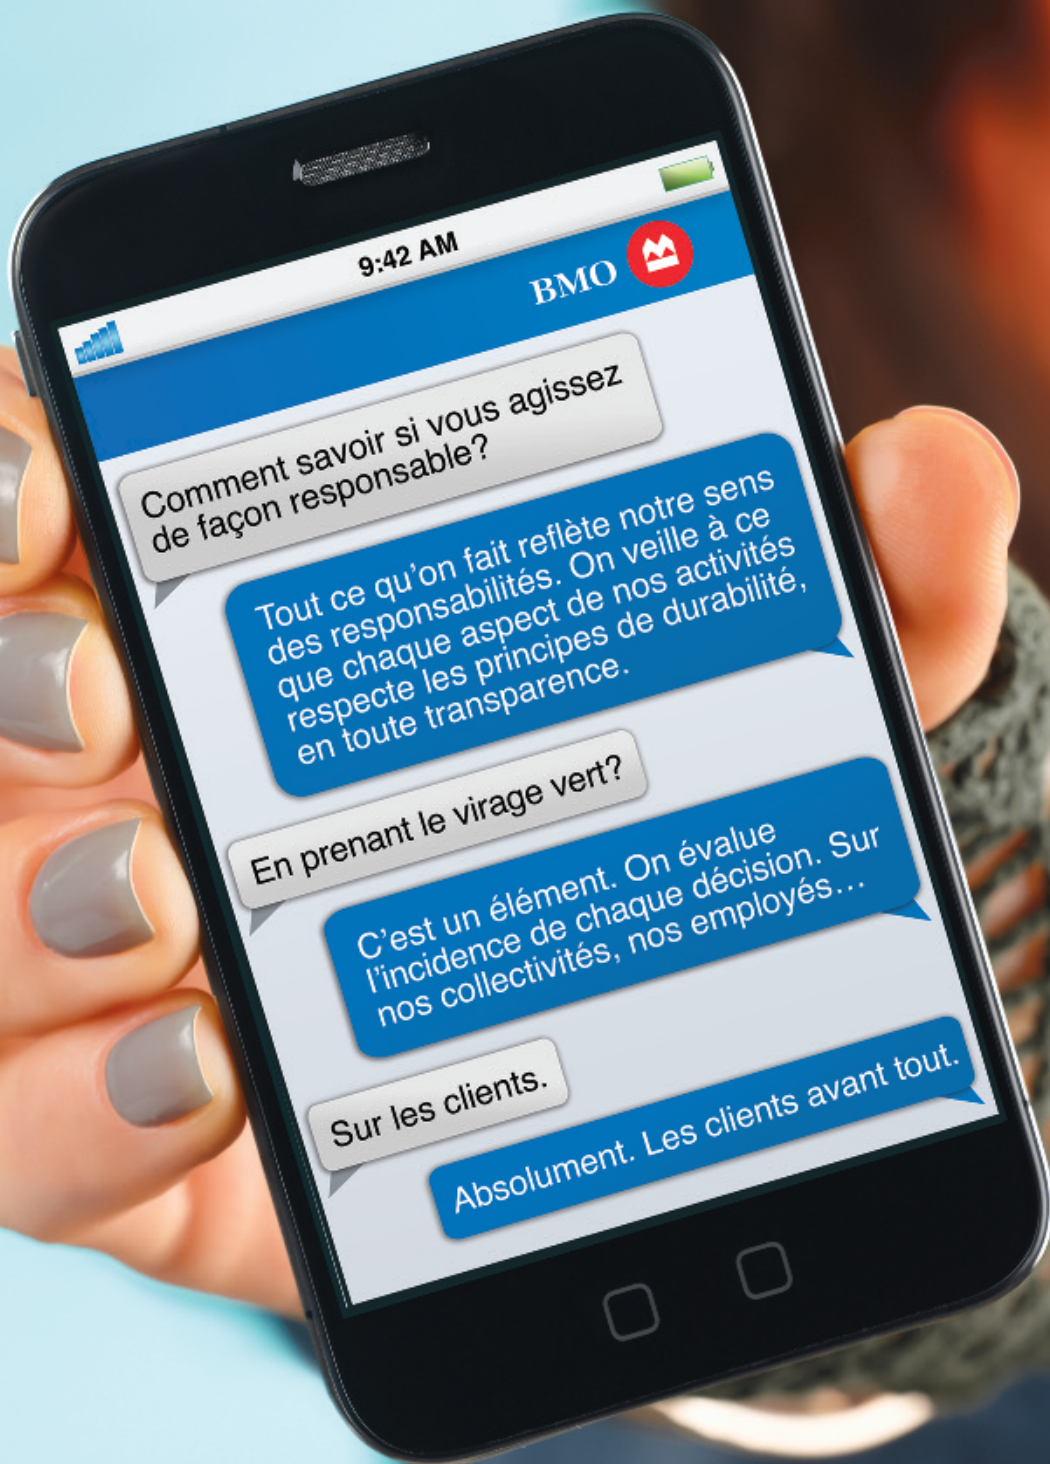 9:42 AM
BMO
Comment savoir si vous agissez
de façon responsable?
Tout ce qu'on fait reflète notre sens
des responsabilités. On veille à ce
que chaque aspect de nos activités
respecte les principes de durabilité,
en toute transparence.
En prenant le virage vert?
C'est un élément. On évalue
l'incidence de chaque décision. Sur
nos collectivités, nos employés…
Sur les clients.
Absolument. Les clients avant tout.